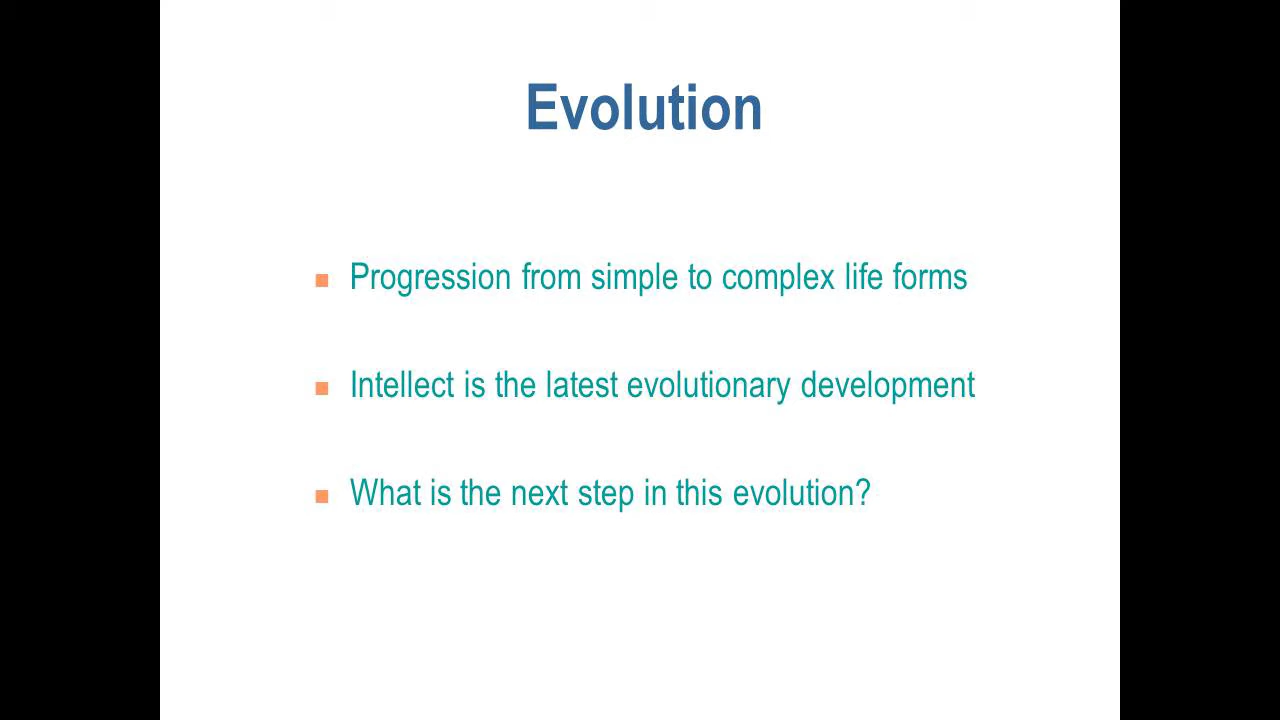 Evolution
Progression from simple to complex life forms
Intellect is the latest evolutionary development
What is the next step in this evolution?